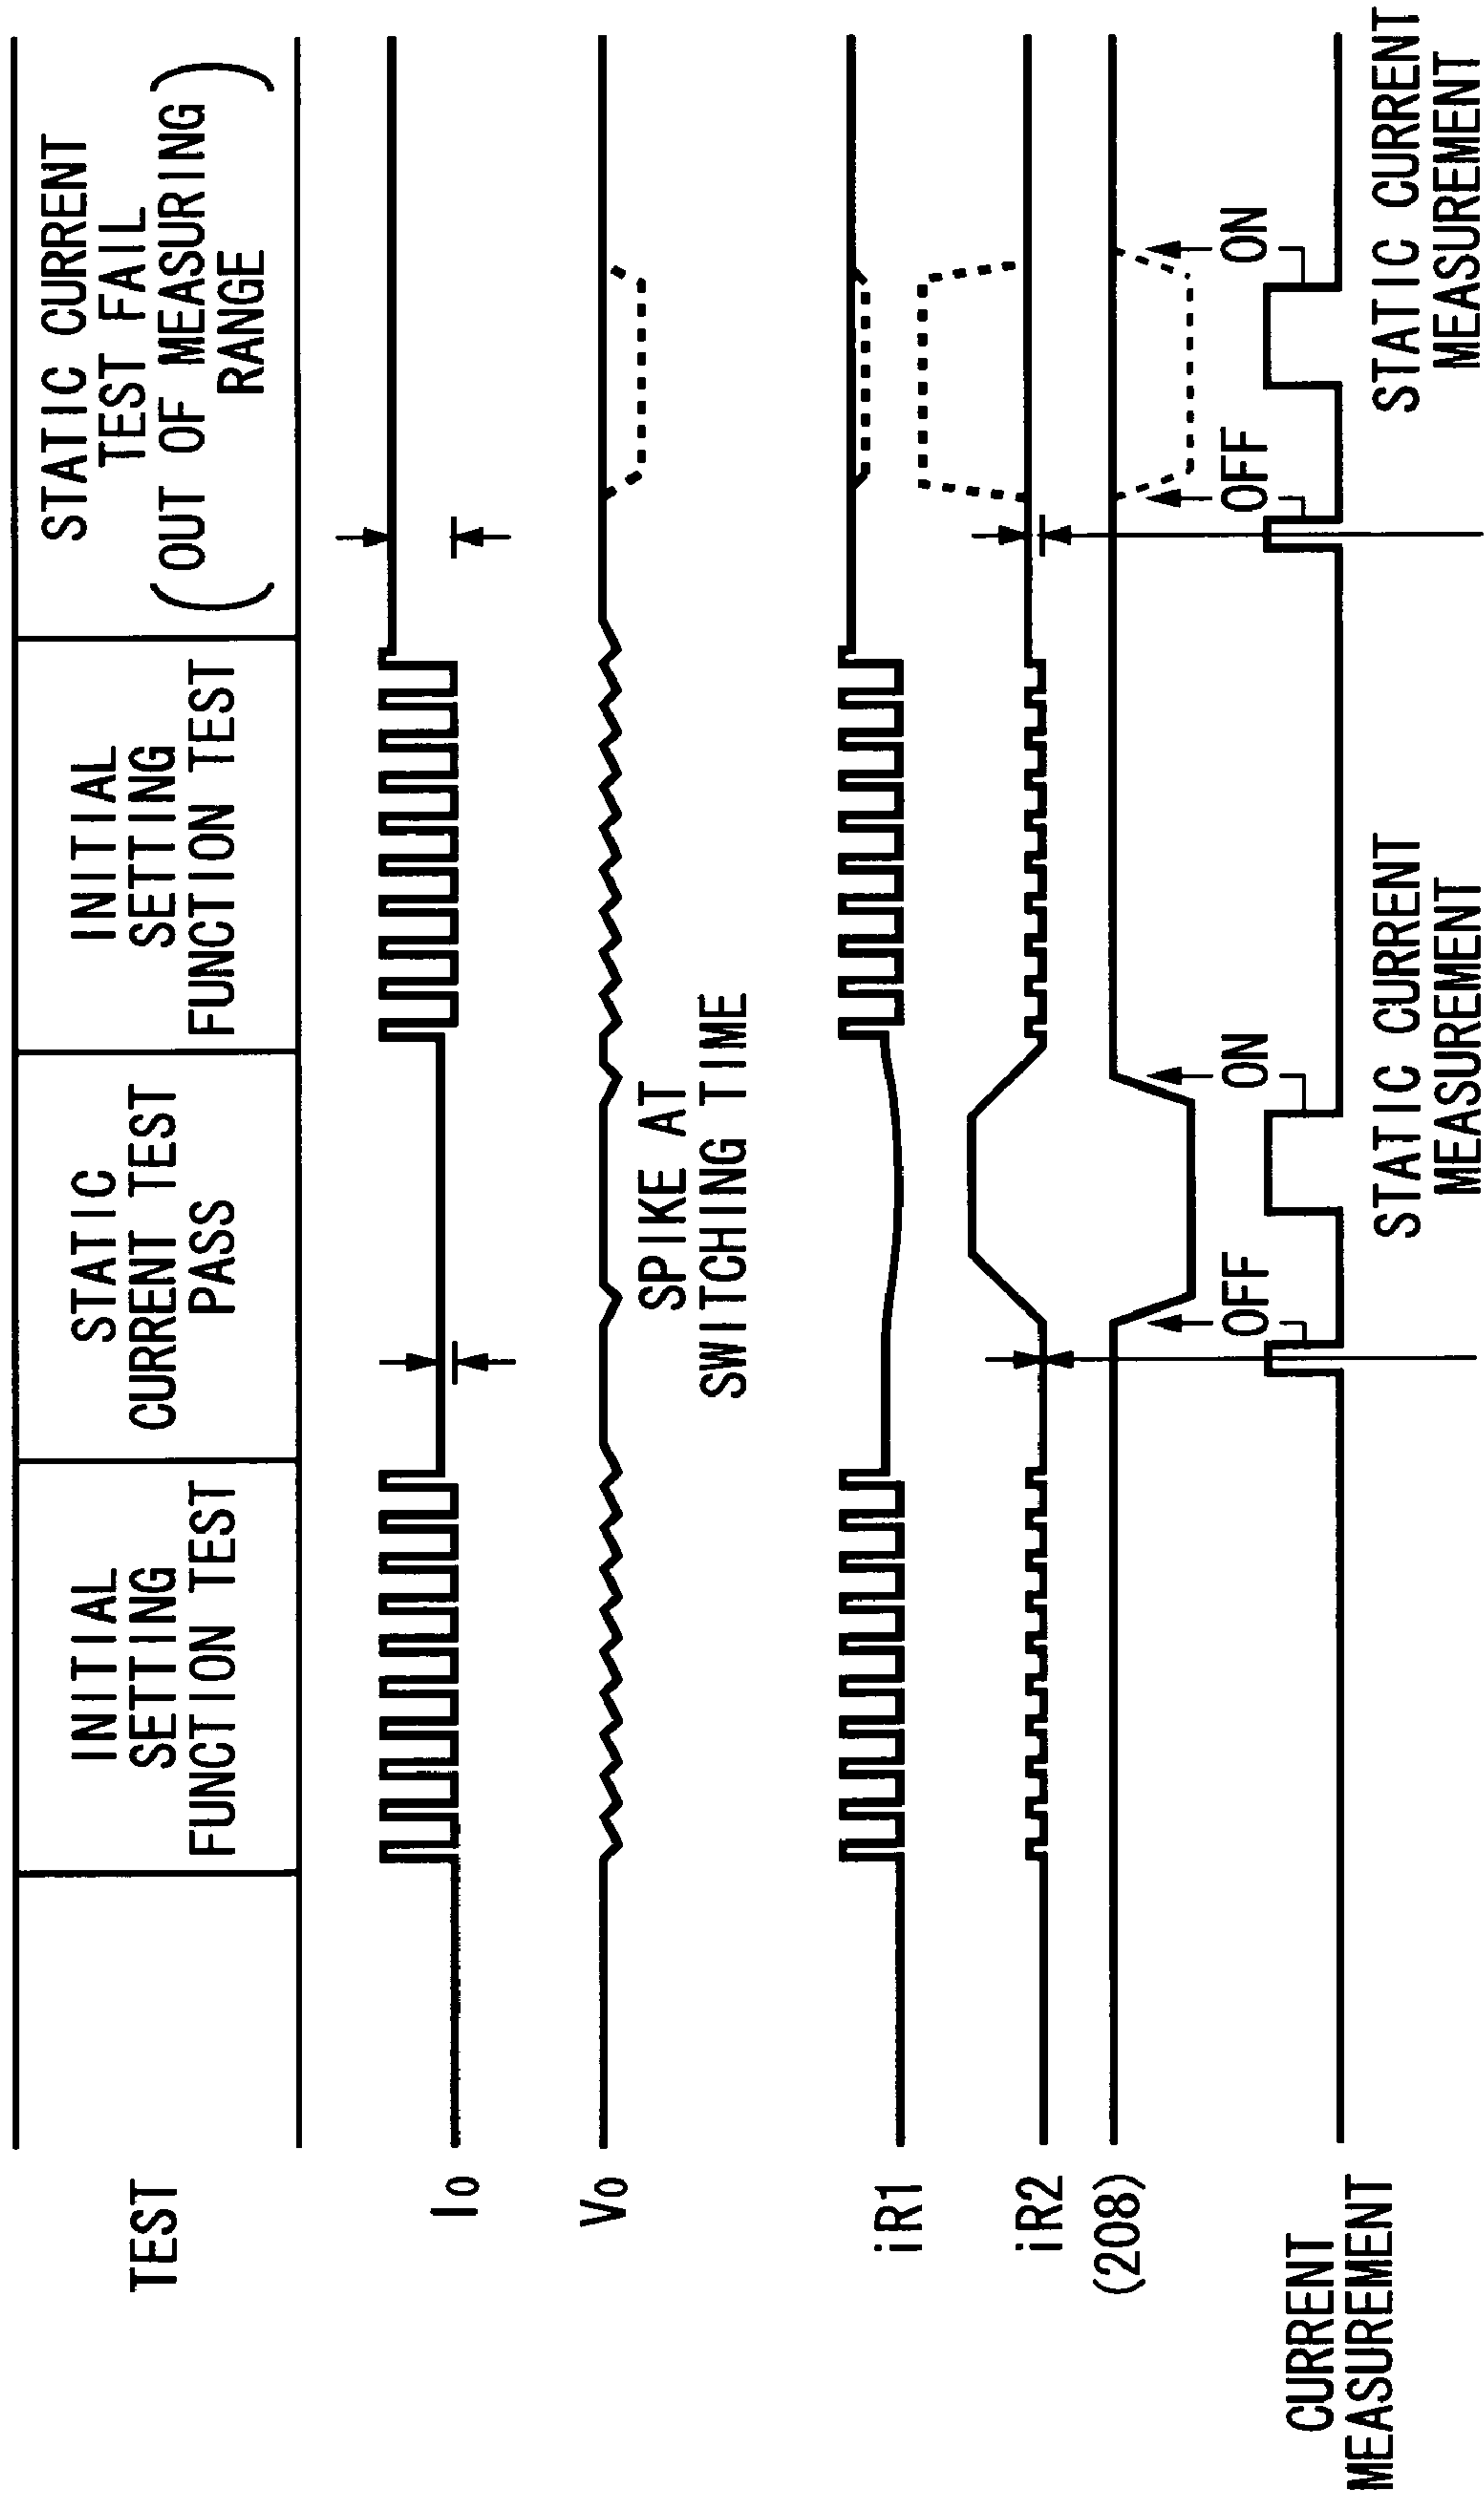 TEST
INITIAL
SETTING
FUNCTION TEST
STATIC
CURRENT TEST
PASS
INITIAL
SETTING
FUNCTION TEST
STATIC CURRENT
TEST FAIL
(OUT OF MEASURING
RANGE)
Io
Vo
SPIKE AT
SWITCHING TIME
iR1
iR2
(208)
OFF
ON
OFF
ON
CURRENT
MEASUREMENT
STATIC CURRENT
MEASUREMENT
STATIC CURRENT
MEASUREMENT